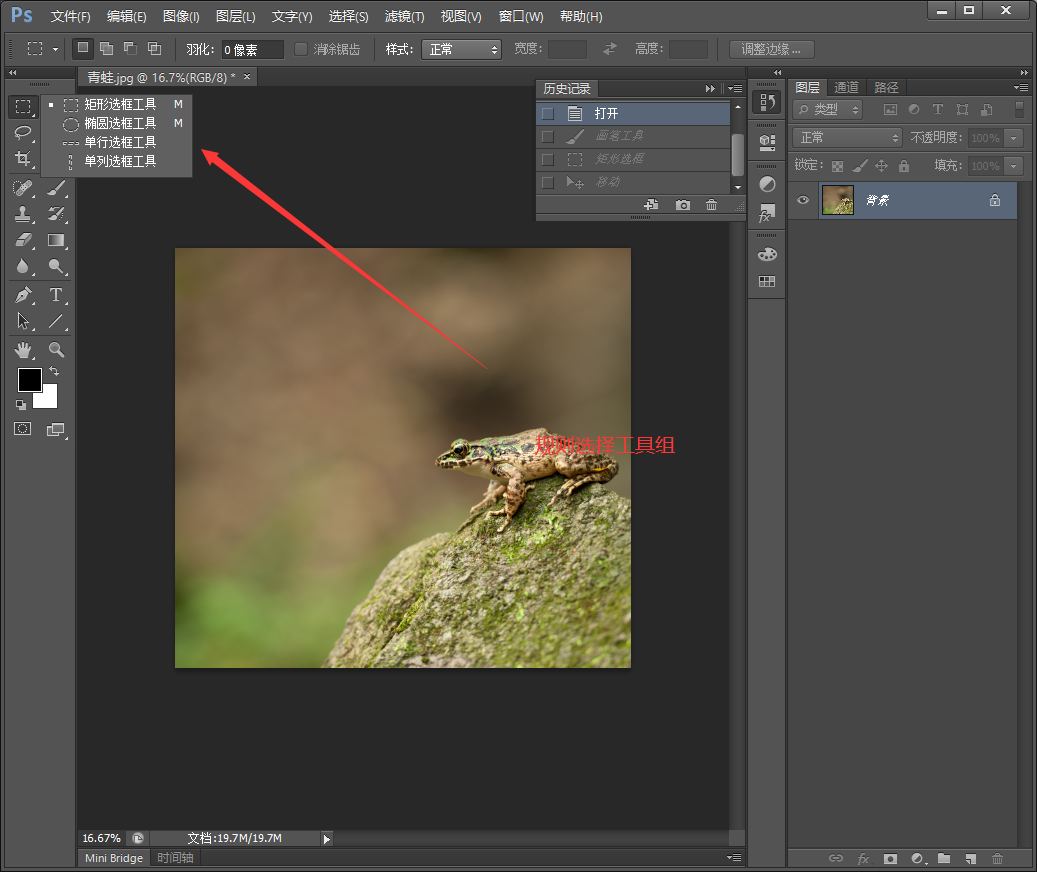 Ps 文件(F) 编辑(E) 图像(I) 图层(L) 文字(Y) 选择(S) 滤镜(T) 视图(V) 窗口(W) 帮助(H)
羽化: 0 像素 消除锯齿 样式: 正常 宽度: 高度: 调整边缘...
青蛙.jpg @ 16.7%(RGB/8) * ×
矩形选框工具 M
椭圆选框工具 M
单行选框工具
单列选框工具
历史记录
打开
画笔工具
矩形选框
移动
图层 通道 路径
类型
正常 不透明度: 100%
锁定: 填充: 100%
背景
规则选择工具组
16.67% 文档:19.7M/19.7M
Mini Bridge 时间轴